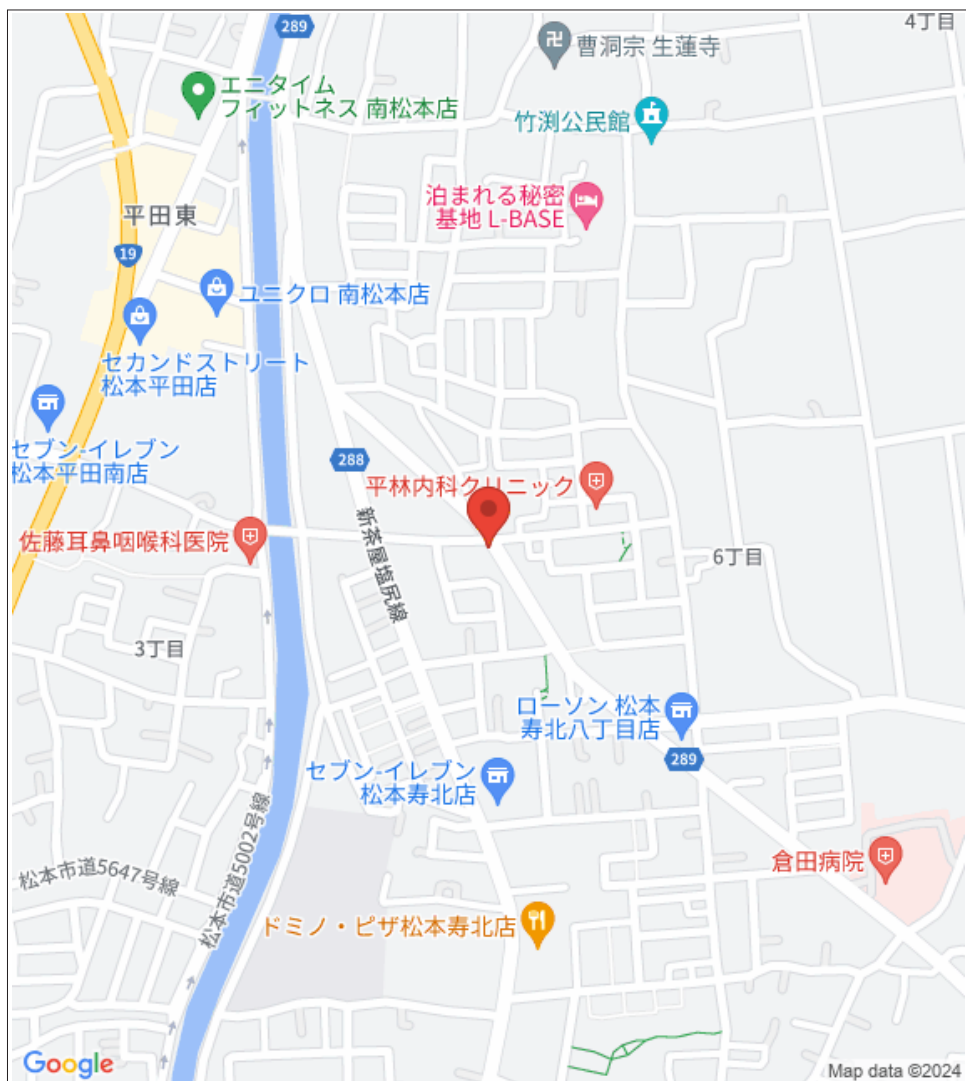 289
4丁目
曹洞宗 生蓮寺
エニタイム
フィットネス 南松本店
竹渕公民館
泊まれる秘密
基地 L-BASE
平田東
19
ユニクロ 南松本店
セカンドストリート
松本平田店
セブン-イレブン
松本平田南店
288
平林内科クリニック
佐藤耳鼻咽喉科医院
新茶屋塩尻線
6丁目
3丁目
ローソン 松本
寿北八丁目店
289
セブン-イレブン
松本寿北店
松本市道5002号線
松本市道5647号線
倉田病院
ドミノ・ピザ松本寿北店
Google
Map data ©2024